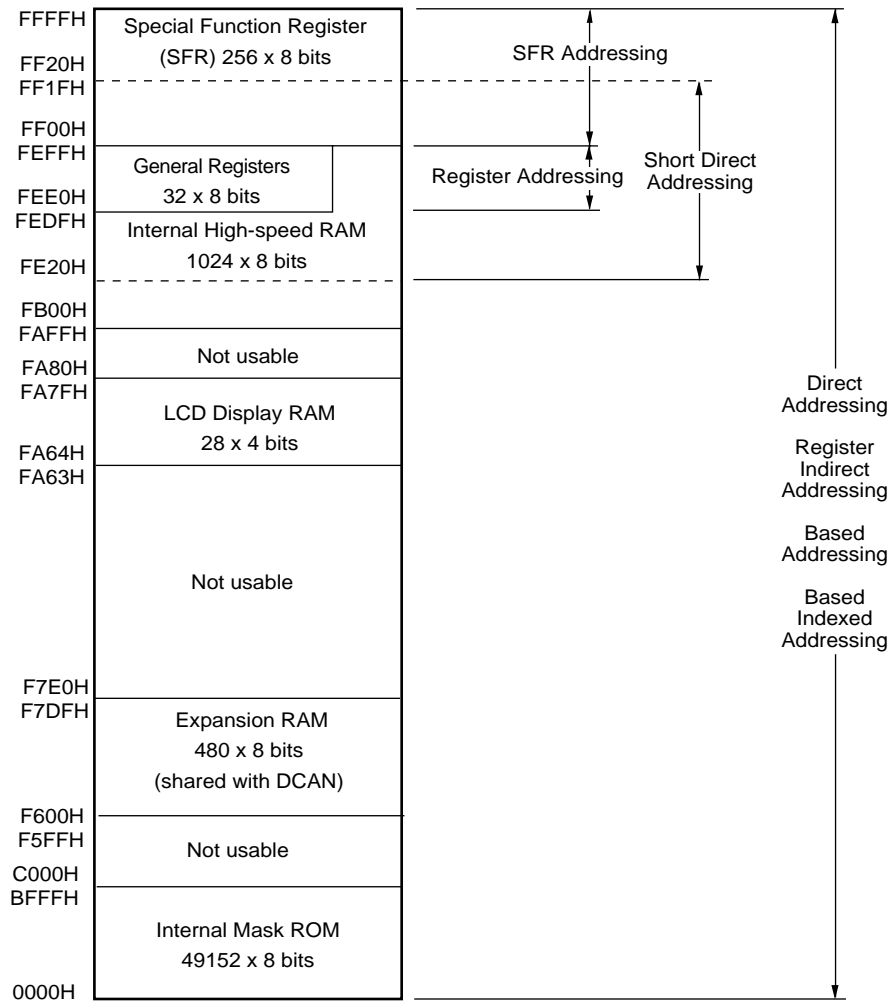 FFFFH
Special Function Register
(SFR) 256 x 8 bits
SFR Addressing
FF20H
FF1FH
FF00H
FEFFH
General Registers
32 x 8 bits
Register Addressing
Short Direct
Addressing
FEE0H
FEDFH
Internal High-speed RAM
1024 x 8 bits
FE20H
FB00H
FAFFH
Not usable
FA80H
FA7FH
LCD Display RAM
28 x 4 bits
FA64H
FA63H
Direct
Addressing
Register
Indirect
Addressing
Based
Addressing
Based
Indexed
Addressing
Not usable
F7E0H
F7DFH
Expansion RAM
480 x 8 bits
(shared with DCAN)
F600H
F5FFH
Not usable
C000H
BFFFH
Internal Mask ROM
49152 x 8 bits
0000H